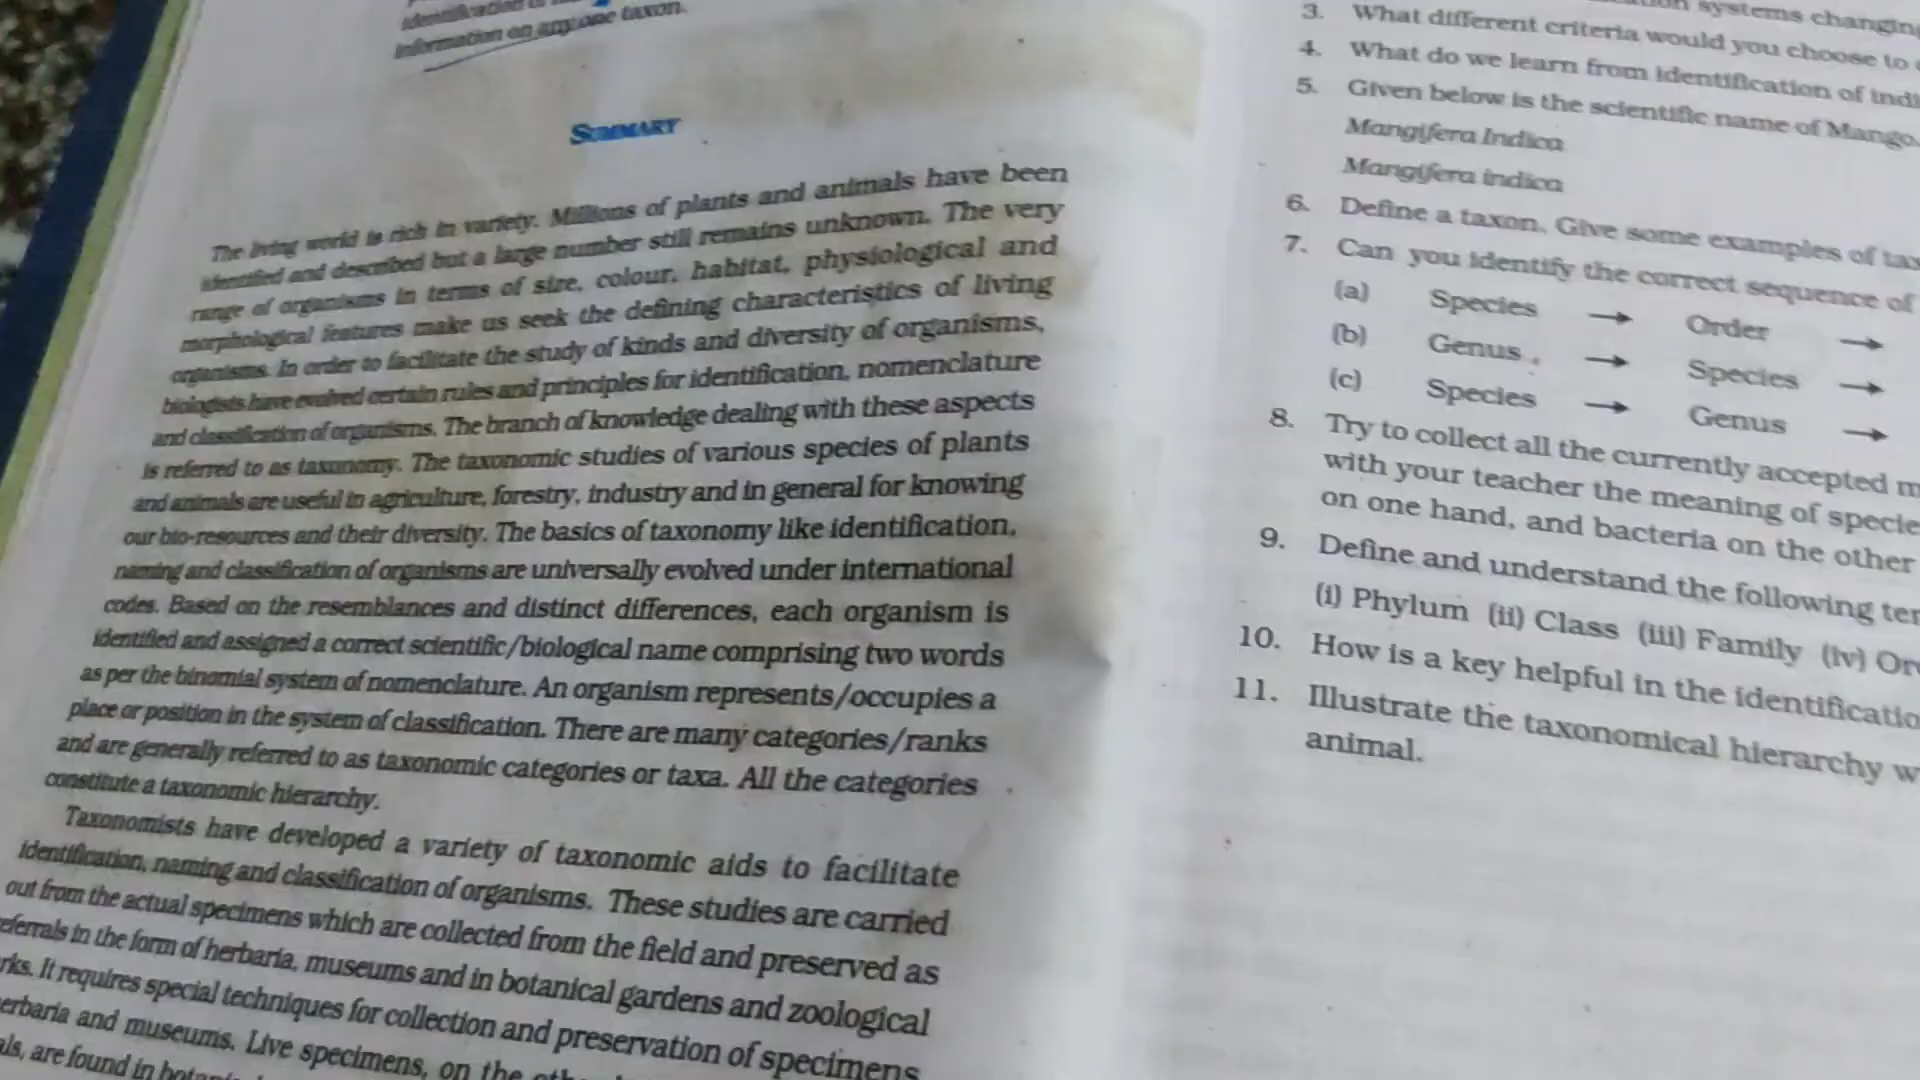 identification of
information on any one taxon.
SUMMARY
The living world is rich in variety. Millions of plants and animals have been
identified and described but a large number still remains unknown. The very
range of organisms in terms of size, colour, habitat, physiological and
morphological features make us seek the defining characteristics of living
organisms. In order to facilitate the study of kinds and diversity of organisms,
biologists have evolved certain rules and principles for identification, nomenclature
and classification of organisms. The branch of knowledge dealing with these aspects
is referred to as taxonomy. The taxonomic studies of various species of plants
and animals are useful in agriculture, forestry, industry and in general for knowing
our bio-resources and their diversity. The basics of taxonomy like identification,
naming and classification of organisms are universally evolved under international
codes. Based on the resemblances and distinct differences, each organism is
identified and assigned a correct scientific/biological name comprising two words
as per the binomial system of nomenclature. An organism represents/occupies a
place or position in the system of classification. There are many categories/ranks
and are generally referred to as taxonomic categories or taxa. All the categories
constitute a taxonomic hierarchy.
Taxonomists have developed a variety of taxonomic aids to facilitate
identification, naming and classification of organisms. These studies are carried
out from the actual specimens which are collected from the field and preserved as
eferrals in the form of herbaria, museums and in botanical gardens and zoological
rks. It requires special techniques for collection and preservation of specimens
erbaria and museums. Live specimens, on the
als, are found in
systems changing
3. What different criteria would you choose to
4. What do we learn from identification of indi
5. Given below is the scientific name of Mango.
Mangifera Indica
Mangifera indica
6. Define a taxon. Give some examples of tax
7. Can you identify the correct sequence of
(a) Species → Order →
(b) Genus → Species →
(c) Species → Genus →
8. Try to collect all the currently accepted m
with your teacher the meaning of specie
on one hand, and bacteria on the other
9. Define and understand the following ter
(i) Phylum (ii) Class (iii) Family (iv) Or
10. How is a key helpful in the identificatio
11. Illustrate the taxonomical hierarchy w
animal.